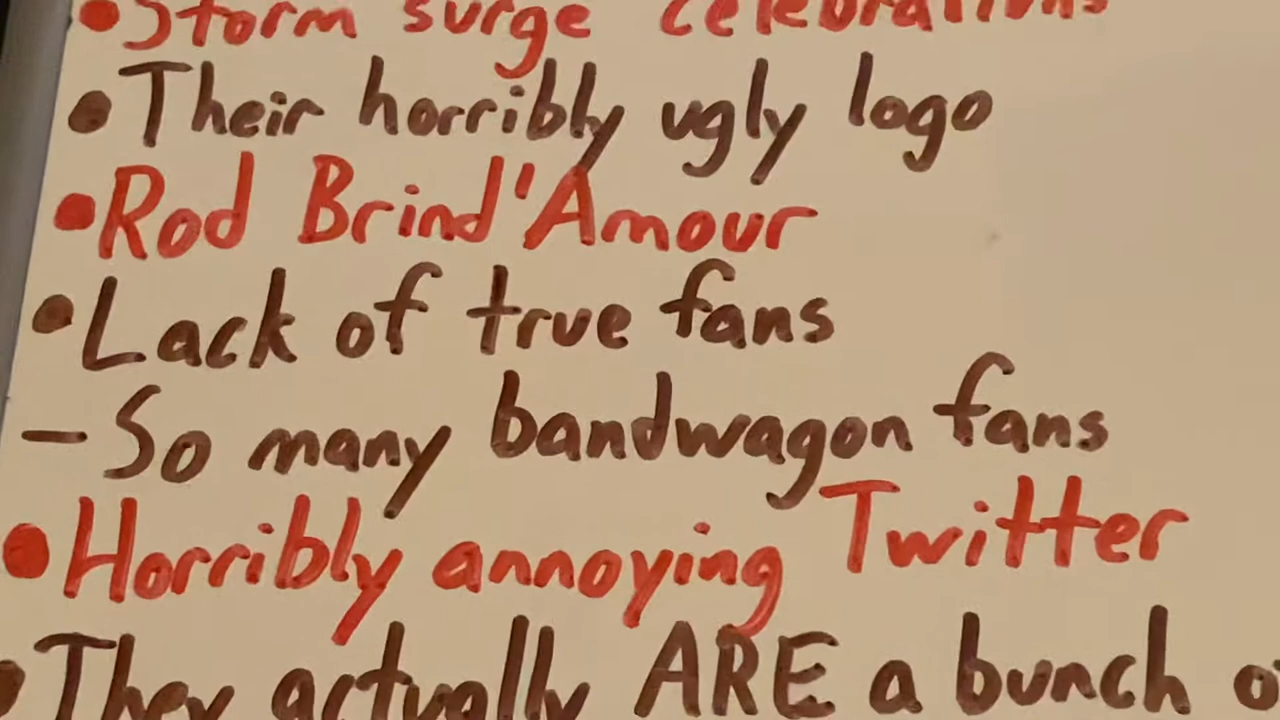 •Storm surge celebrations
•Their horribly ugly logo
•Rod Brind'Amour
•Lack of true fans
- So many bandwagon fans
•Horribly annoying Twitter
•They actually ARE a bunch of